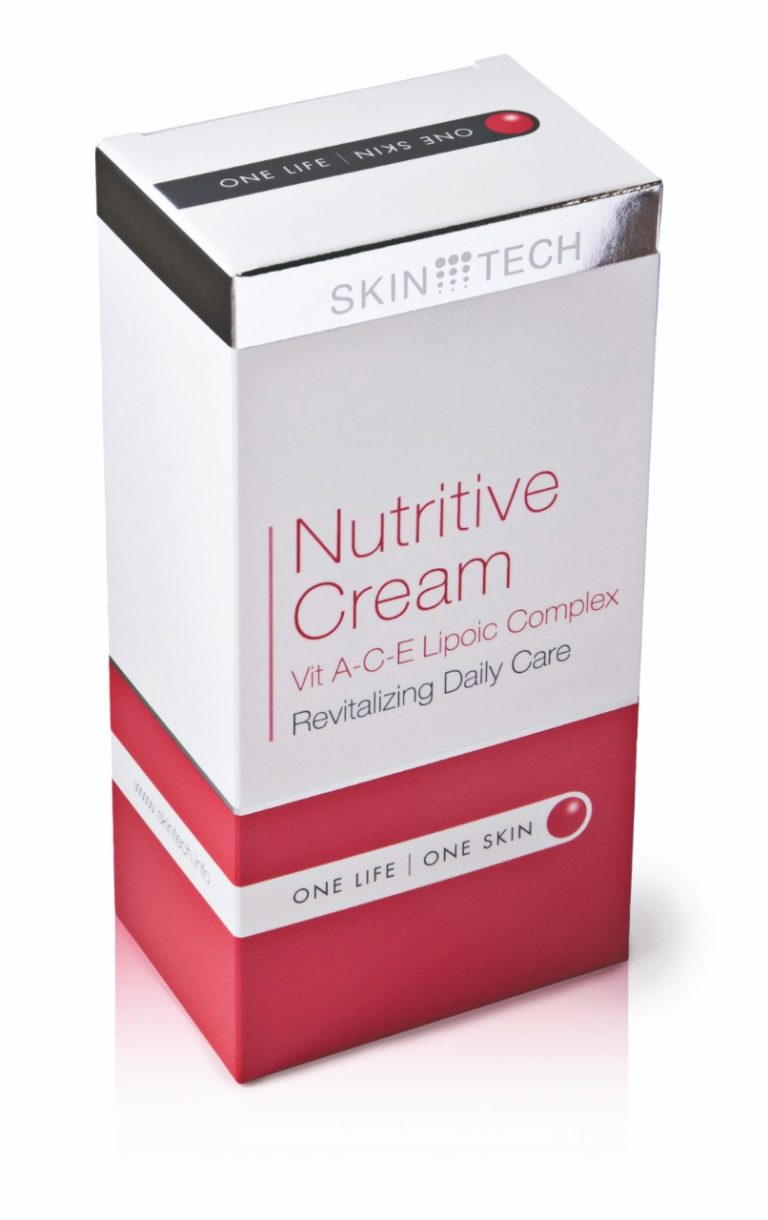 ONE LIFE | ONE SKIN
SKIN TECH
Nutritive
Cream
Vit A-C-E Lipoic Complex
Revitalizing Daily Care
ONE LIFE | ONE SKIN
www.skintech.info